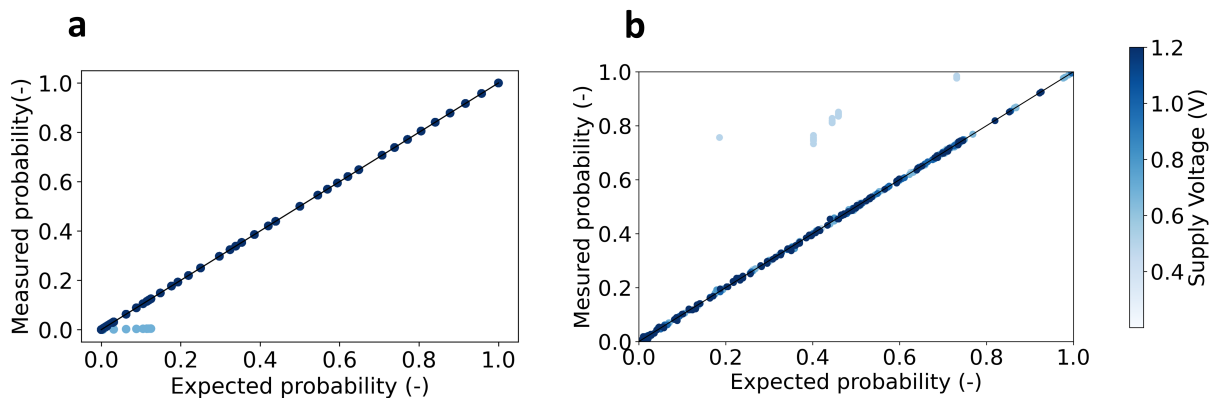 a
1.0
0.8
0.6
0.4
0.2
0.0
Measured probability(-)
0.0 0.2 0.4 0.6 0.8 1.0
Expected probability (-)
b
1.0
0.8
0.6
0.4
0.2
0.0
Mesured probability (-)
0.0 0.2 0.4 0.6 0.8 1.0
Expected probability (-)
1.2
1.0
0.8
0.6
0.4
Supply Voltage (V)